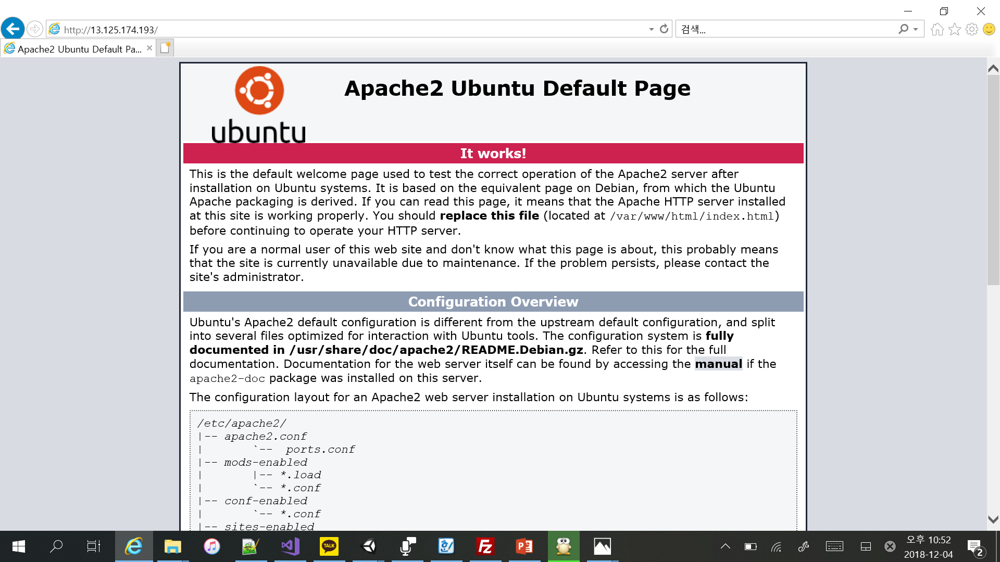 http://13.125.174.193/
검색...
Apache2 Ubuntu Default Pa...
ubuntu
Apache2 Ubuntu Default Page
It works!
This is the default welcome page used to test the correct operation of the Apache2 server after
installation on Ubuntu systems. It is based on the equivalent page on Debian, from which the Ubuntu
Apache packaging is derived. If you can read this page, it means that the Apache HTTP server installed
at this site is working properly. You should replace this file (located at /var/www/html/index.html)
before continuing to operate your HTTP server.
If you are a normal user of this web site and don't know what this page is about, this probably means
that the site is currently unavailable due to maintenance. If the problem persists, please contact the
site's administrator.
Configuration Overview
Ubuntu's Apache2 default configuration is different from the upstream default configuration, and split
into several files optimized for interaction with Ubuntu tools. The configuration system is fully
documented in /usr/share/doc/apache2/README.Debian.gz. Refer to this for the full
documentation. Documentation for the web server itself can be found by accessing the manual if the
apache2-doc package was installed on this server.
The configuration layout for an Apache2 web server installation on Ubuntu systems is as follows:
/etc/apache2/
|-- apache2.conf
|       `--  ports.conf
|-- mods-enabled
|       |-- *.load
|       `-- *.conf
|-- conf-enabled
|       `-- *.conf
|-- sites-enabled
TALK
Fz
P
오후 10:52
2018-12-04
2